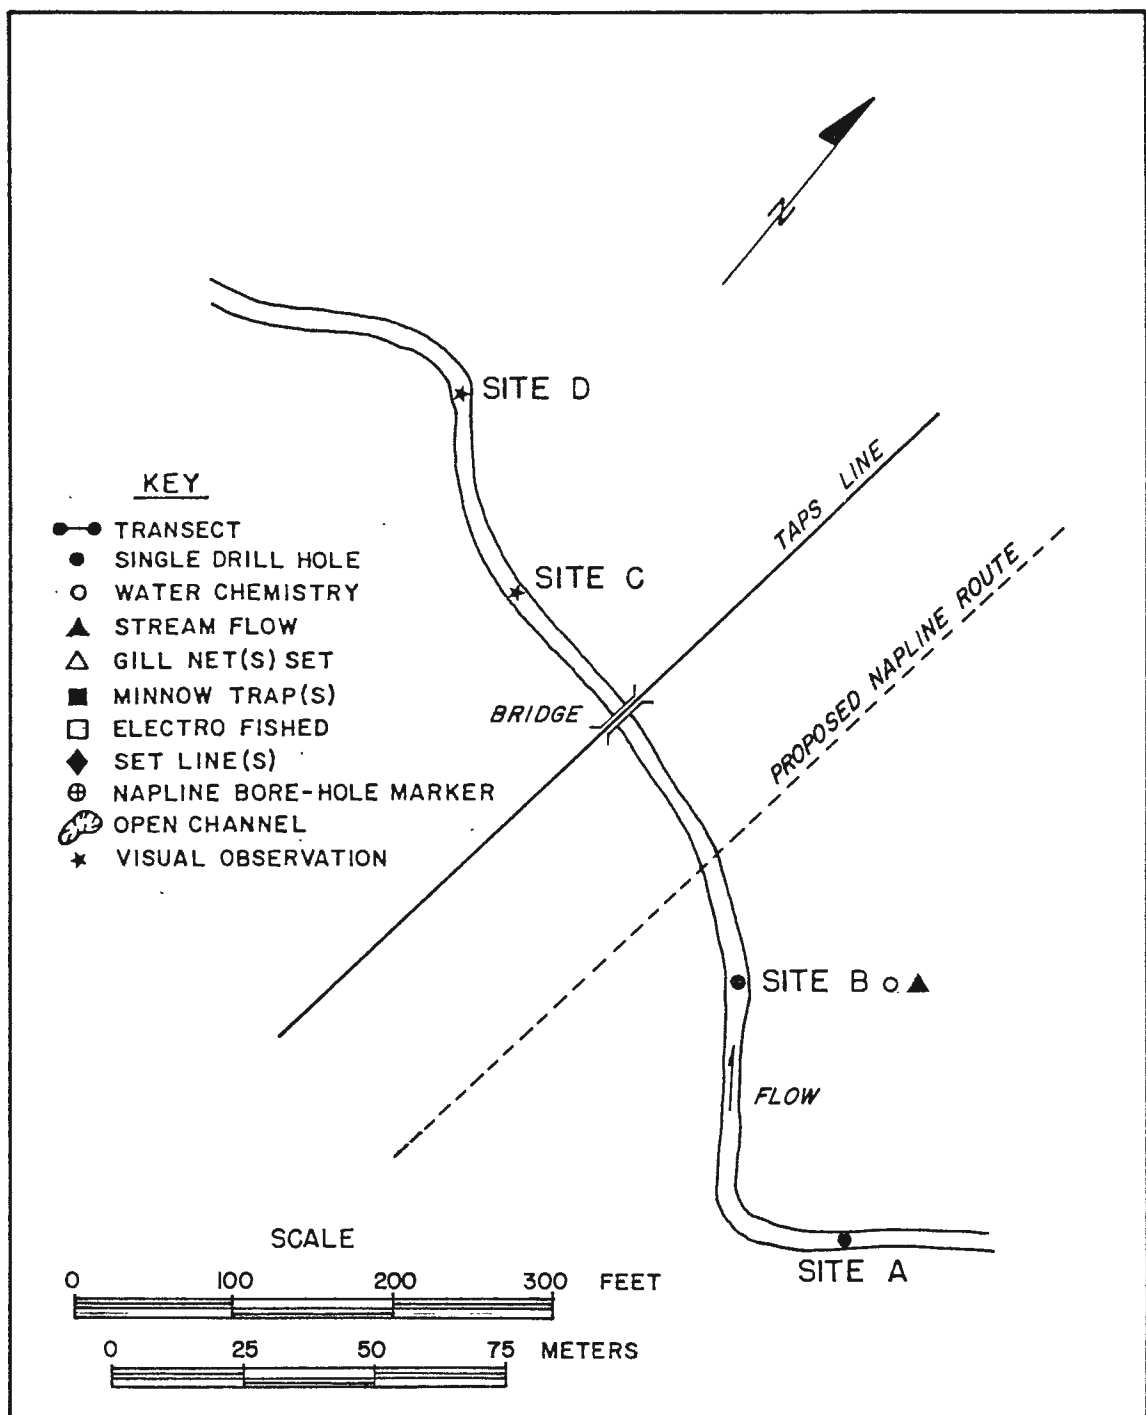 N
SITE D
KEY
TRANSECT
SINGLE DRILL HOLE
WATER CHEMISTRY
STREAM FLOW
GILL NET(S) SET
MINNOW TRAP(S)
ELECTRO FISHED
SET LINE(S)
NAPLINE BORE-HOLE MARKER
OPEN CHANNEL
VISUAL OBSERVATION
TAPS LINE
SITE C
BRIDGE
PROPOSED NAPLINE ROUTE
SITE B
FLOW
SITE A
SCALE
0 100 200 300 FEET
0 25 50 75 METERS